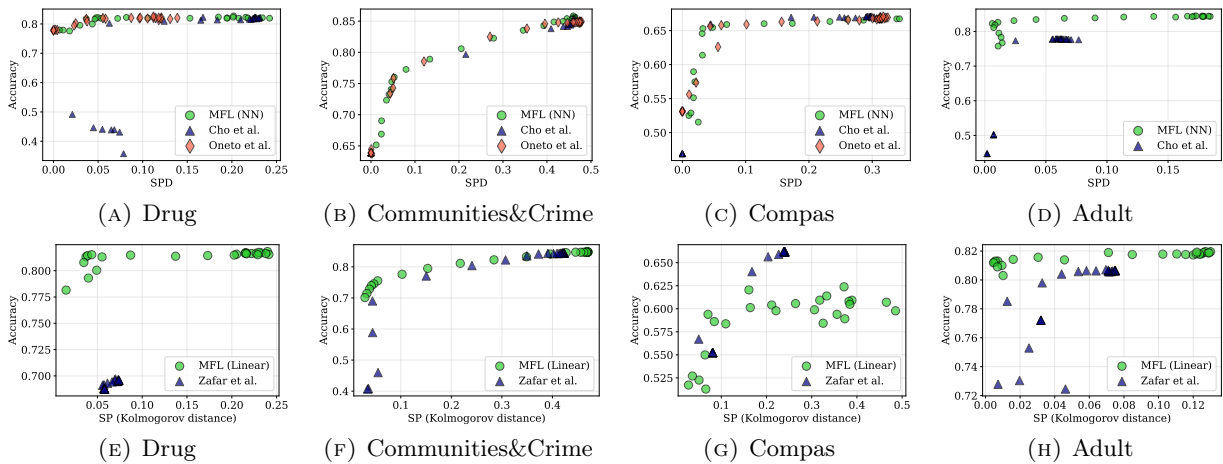 0.8
0.7
0.6
0.5
0.4
Accuracy
0.00 0.05 0.10 0.15 0.20 0.25
SPD
MFL (NN)
Cho et al.
Oneto et al.
(A) Drug
0.85
0.80
0.75
0.70
0.65
Accuracy
0.0 0.1 0.2 0.3 0.4 0.5
SPD
MFL (NN)
Cho et al.
Oneto et al.
(B) Communities&Crime
0.65
0.60
0.55
0.50
Accuracy
0.0 0.1 0.2 0.3
SPD
MFL (NN)
Cho et al.
Oneto et al.
(C) Compas
0.8
0.7
0.6
0.5
Accuracy
0.00 0.05 0.10 0.15
SPD
MFL (NN)
Cho et al.
(D) Adult
0.800
0.775
0.750
0.725
0.700
Accuracy
0.05 0.10 0.15 0.20 0.25
SP (Kolmogorov distance)
MFL (Linear)
Zafar et al.
(E) Drug
0.9
0.8
0.7
0.6
0.5
0.4
Accuracy
0.1 0.2 0.3 0.4
SP (Kolmogorov distance)
MFL (Linear)
Zafar et al.
(F) Communities&Crime
0.650
0.625
0.600
0.575
0.550
0.525
Accuracy
0.0 0.1 0.2 0.3 0.4 0.5
SP (Kolmogorov distance)
MFL (Linear)
Zafar et al.
(G) Compas
0.82
0.80
0.78
0.76
0.74
0.72
Accuracy
0.00 0.02 0.04 0.06 0.08 0.10 0.12
SP (Kolmogorov distance)
MFL (Linear)
Zafar et al.
(H) Adult